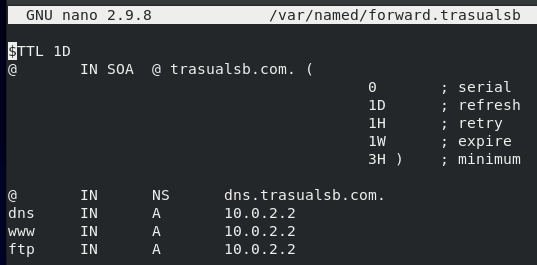 GNU nano 2.9.8 /var/named/forward.trasualsb
$TTL 1D
@ IN SOA @ trasualsb.com. (
0 ; serial
1D ; refresh
1H ; retry
1W ; expire
3H ) ; minimum
@ IN NS dns.trasualsb.com.
dns IN A 10.0.2.2
www IN A 10.0.2.2
ftp IN A 10.0.2.2